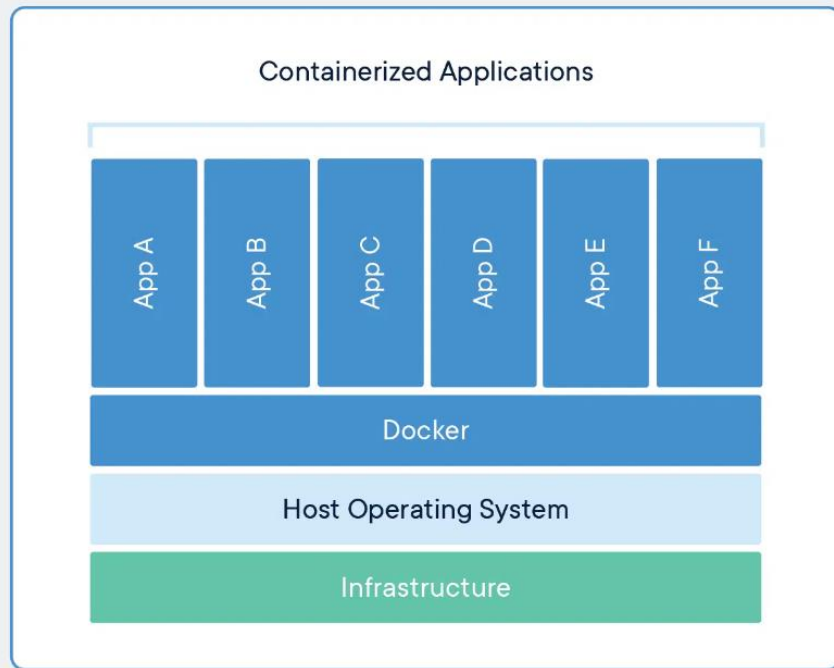 Containerized Applications
App A
App B
App C
App D
App E
App F
Docker
Host Operating System
Infrastructure